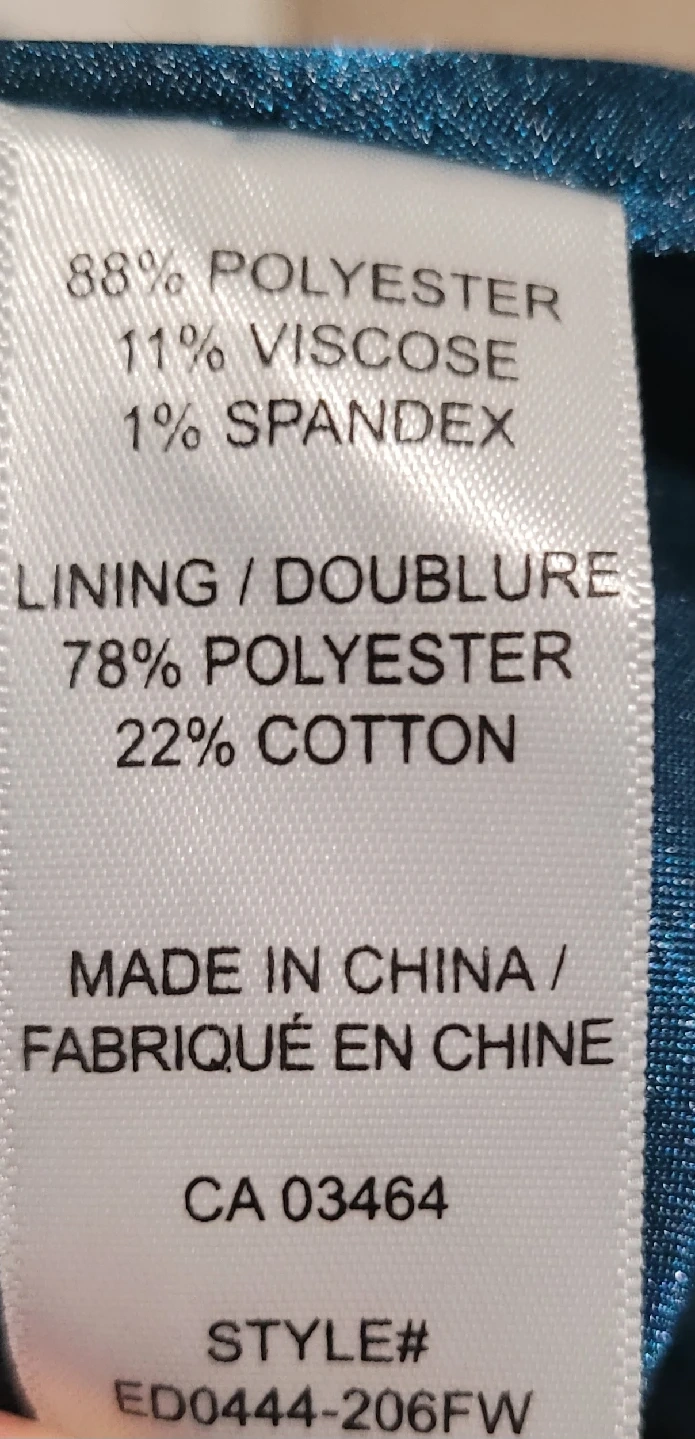 88% POLYESTER
11% VISCOSE
1% SPANDEX
LINING / DOUBLURE
78% POLYESTER
22% COTTON
MADE IN CHINA /
FABRIQUÉ EN CHINE
CA 03464
STYLE#
ED0444-206FW